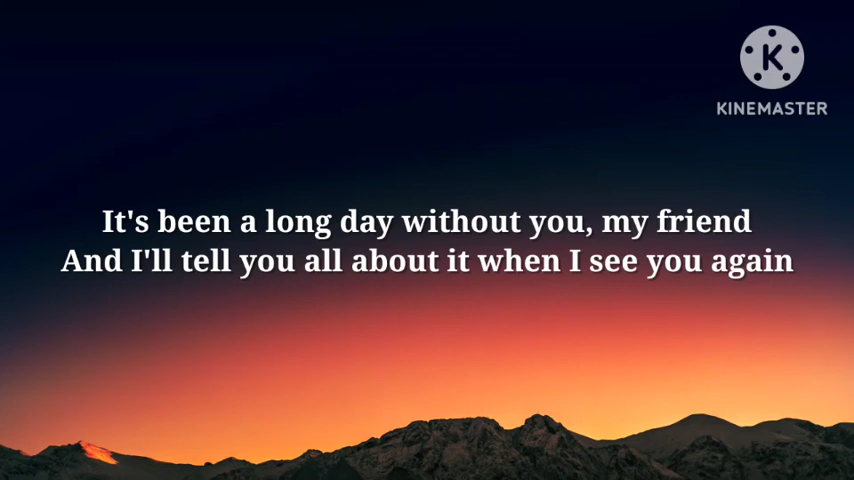 KINEMASTER
It's been a long day without you, my friend
And I'll tell you all about it when I see you again